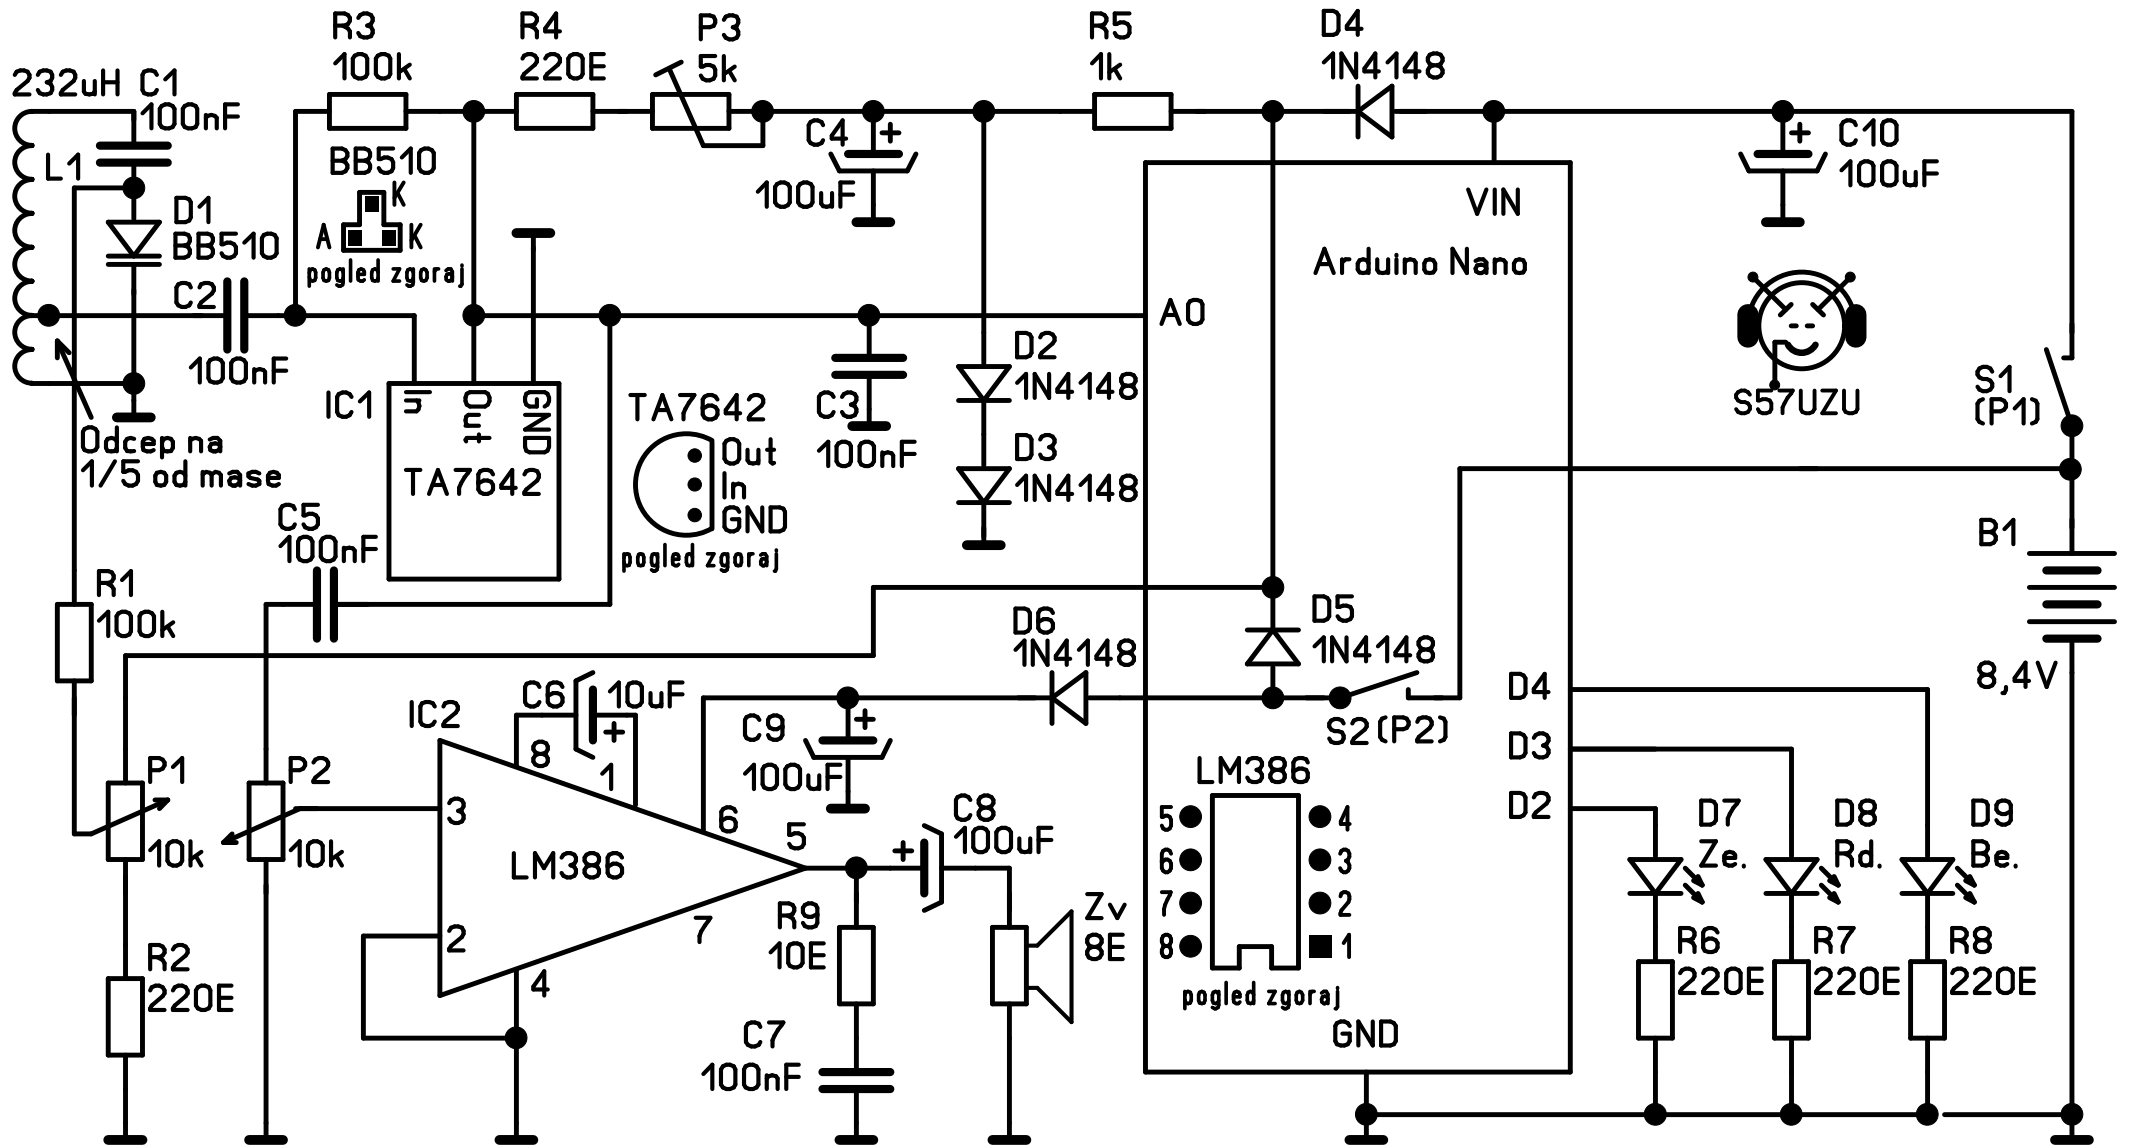 R3
100k
R4
220E
P3
5k
R5
1k
D4
1N4148
232uH
C1
100nF
L1
BB510
K
A
K
pogled zgoraj
D1
BB510
C4
+
100uF
+
C10
100uF
VIN
Arduino Nano
A0
C2
100nF
IC1
In
Out
GND
TA7642
Odcep na
1/5 od mase
TA7642
Out
In
GND
pogled zgoraj
C3
100nF
D2
1N4148
D3
1N4148
S57UZU
S1
(P1)
B1
8,4V
C5
100nF
R1
100k
D6
1N4148
D5
1N4148
S2 (P2)
D4
D3
D2
IC2
C6
10uF
+
8
1
C9
+
100uF
6
P1
10k
P2
10k
3
LM386
2
5
7
4
C8
+
100uF
R9
10E
Zv
8E
C7
100nF
R2
220E
LM386
5
4
6
3
7
2
8
1
pogled zgoraj
GND
D7
Ze.
D8
Rd.
D9
Be.
R6
220E
R7
220E
R8
220E